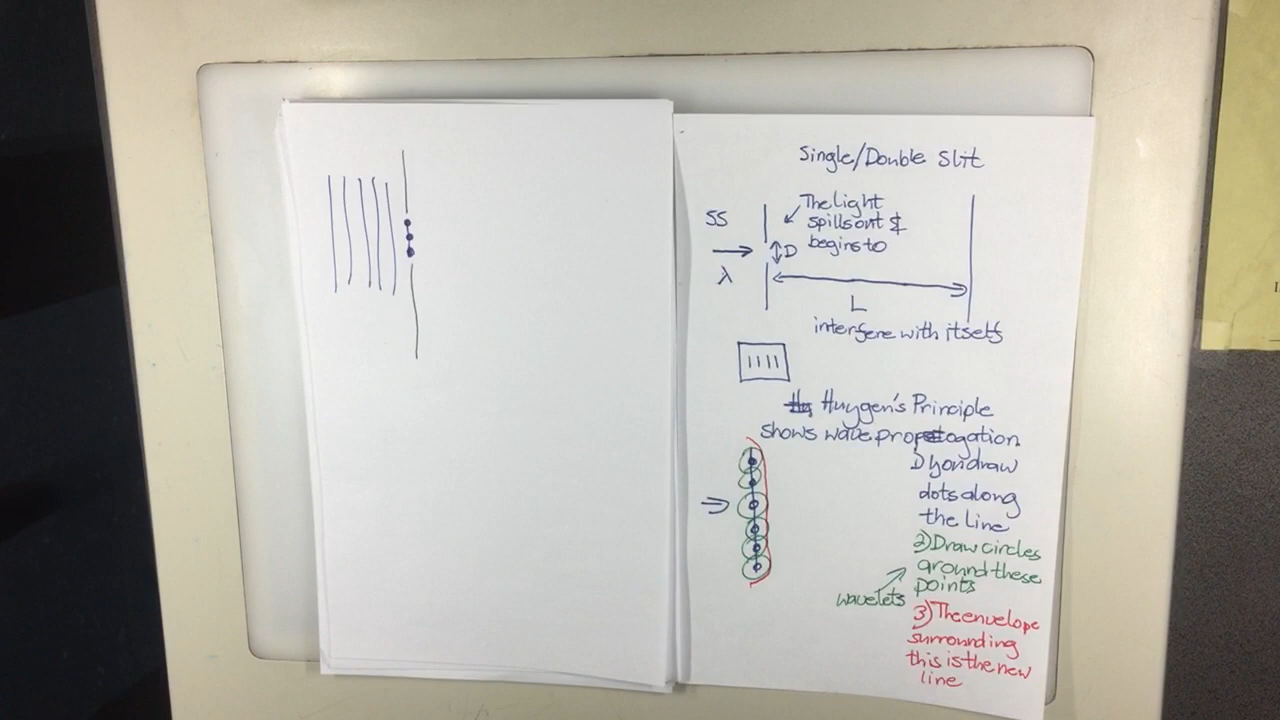 Single/Double Slit
SS
The light
spills out &
begins to
D
λ
L
interfere with itself
Huygen's Principle
shows wave propogation
1) you draw
dots along
the line
2) Draw circles
around these
points
wavelets
3) The envelope
surrounding
this is the new
line